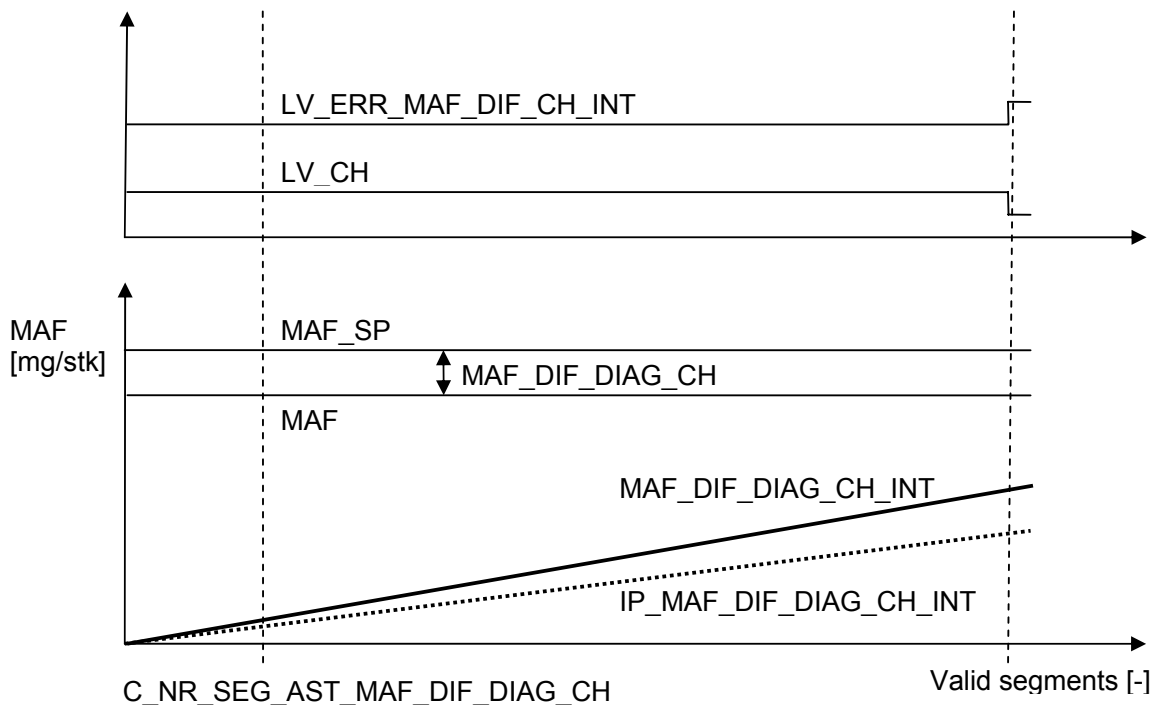 LV_ERR_MAF_DIF_CH_INT
LV_CH
MAF
[mg/stk]
MAF_SP
MAF_DIF_DIAG_CH
MAF
MAF_DIF_DIAG_CH_INT
IP_MAF_DIF_DIAG_CH_INT
C_NR_SEG_AST_MAF_DIF_DIAG_CH
Valid segments [-]